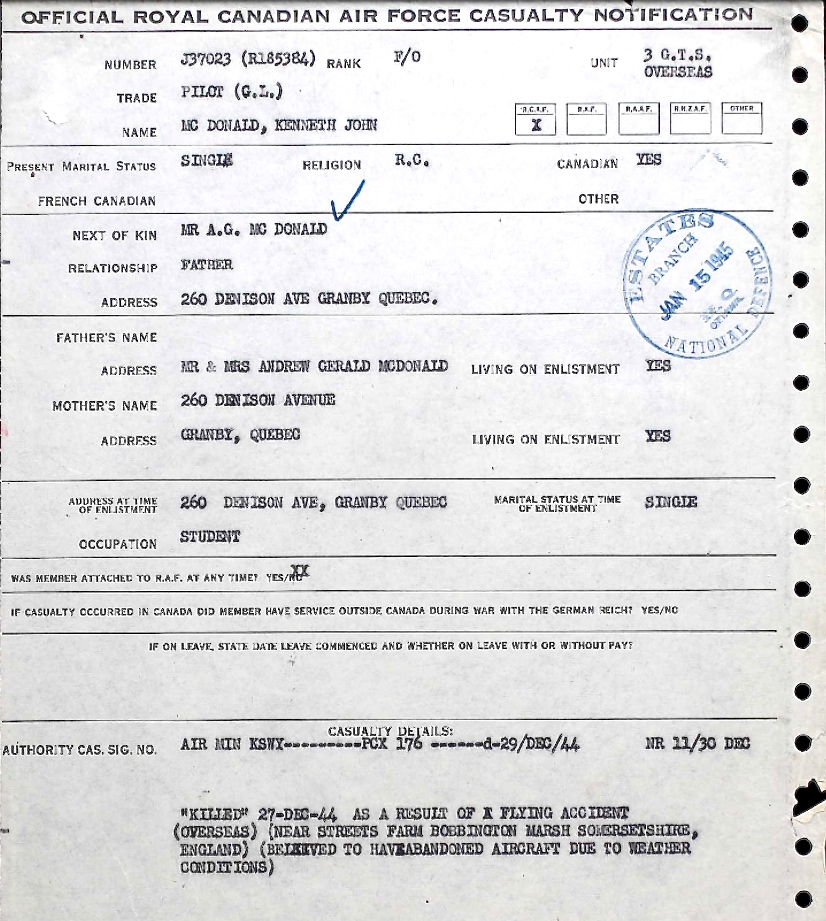 OFFICIAL ROYAL CANADIAN AIR FORCE CASUALTY NOTIFICATION
NUMBER J37023 (R185384) RANK F/O UNIT 3 G.T.S. OVERSEAS
TRADE PILOT (G.L.)
R.C.A.F. R.A.F. R.A.A.F. R.N.Z.A.F. OTHER
NAME MC DONALD, KENNETH JOHN X
PRESENT MARITAL STATUS SINGLE RELIGION R.C. CANADIAN YES
FRENCH CANADIAN OTHER
NEXT OF KIN MR A.G. MC DONALD
RELATIONSHIP FATHER
ADDRESS 260 DENISON AVE GRANBY QUEBEC.
ESTATES BRANCH
JAN 15 1945
OTTAWA
NATIONAL DEFENCE
FATHER'S NAME
ADDRESS MR & MRS ANDREW GERALD MCDONALD LIVING ON ENLISTMENT YES
MOTHER'S NAME 260 DENISON AVENUE
ADDRESS GRANBY, QUEBEC LIVING ON ENLISTMENT YES
ADDRESS AT TIME OF ENLISTMENT 260 DENISON AVE, GRANBY QUEBEC MARITAL STATUS AT TIME OF ENLISTMENT SINGLE
OCCUPATION STUDENT
WAS MEMBER ATTACHED TO R.A.F. AT ANY TIME? YES/NO XX
IF CASUALTY OCCURRED IN CANADA DID MEMBER HAVE SERVICE OUTSIDE CANADA DURING WAR WITH THE GERMAN REICH? YES/NO
IF ON LEAVE, STATE DATE LEAVE COMMENCED AND WHETHER ON LEAVE WITH OR WITHOUT PAY?
CASUALTY DETAILS:
AUTHORITY CAS. SIG. NO. AIR MIN KSWY---------PCX 176 ------d-29/DEC/44 NR 11/30 DEC
"KILLED" 27-DEC-44 AS A RESULT OF A FLYING ACCIDENT
(OVERSEAS) (NEAR STREETS FARM BOBBINGTON MARSH SOMERSETSHIRE,
ENGLAND) (BELIEVED TO HAVE ABANDONED AIRCRAFT DUE TO WEATHER
CONDITIONS)